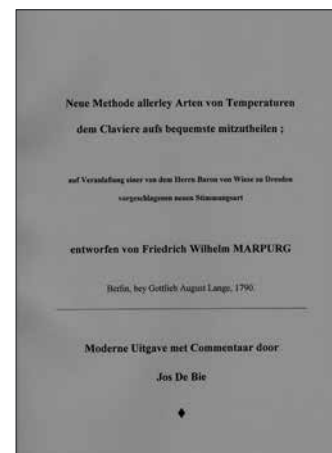 Neue Methode allerley Arten von Temperaturen
dem Claviere aufs bequemste mitzutheilen ;
auf Veranlaßung einer van dem Herren Baron von Wiese zu Dresden
vorgeschlagenen neuen Stimmungsart
entworfen von Friedrich Wilhelm MARPURG
Berlin, bey Gottlieb August Lange, 1790.
Moderne Uitgave met Commentaar door
Jos De Bie